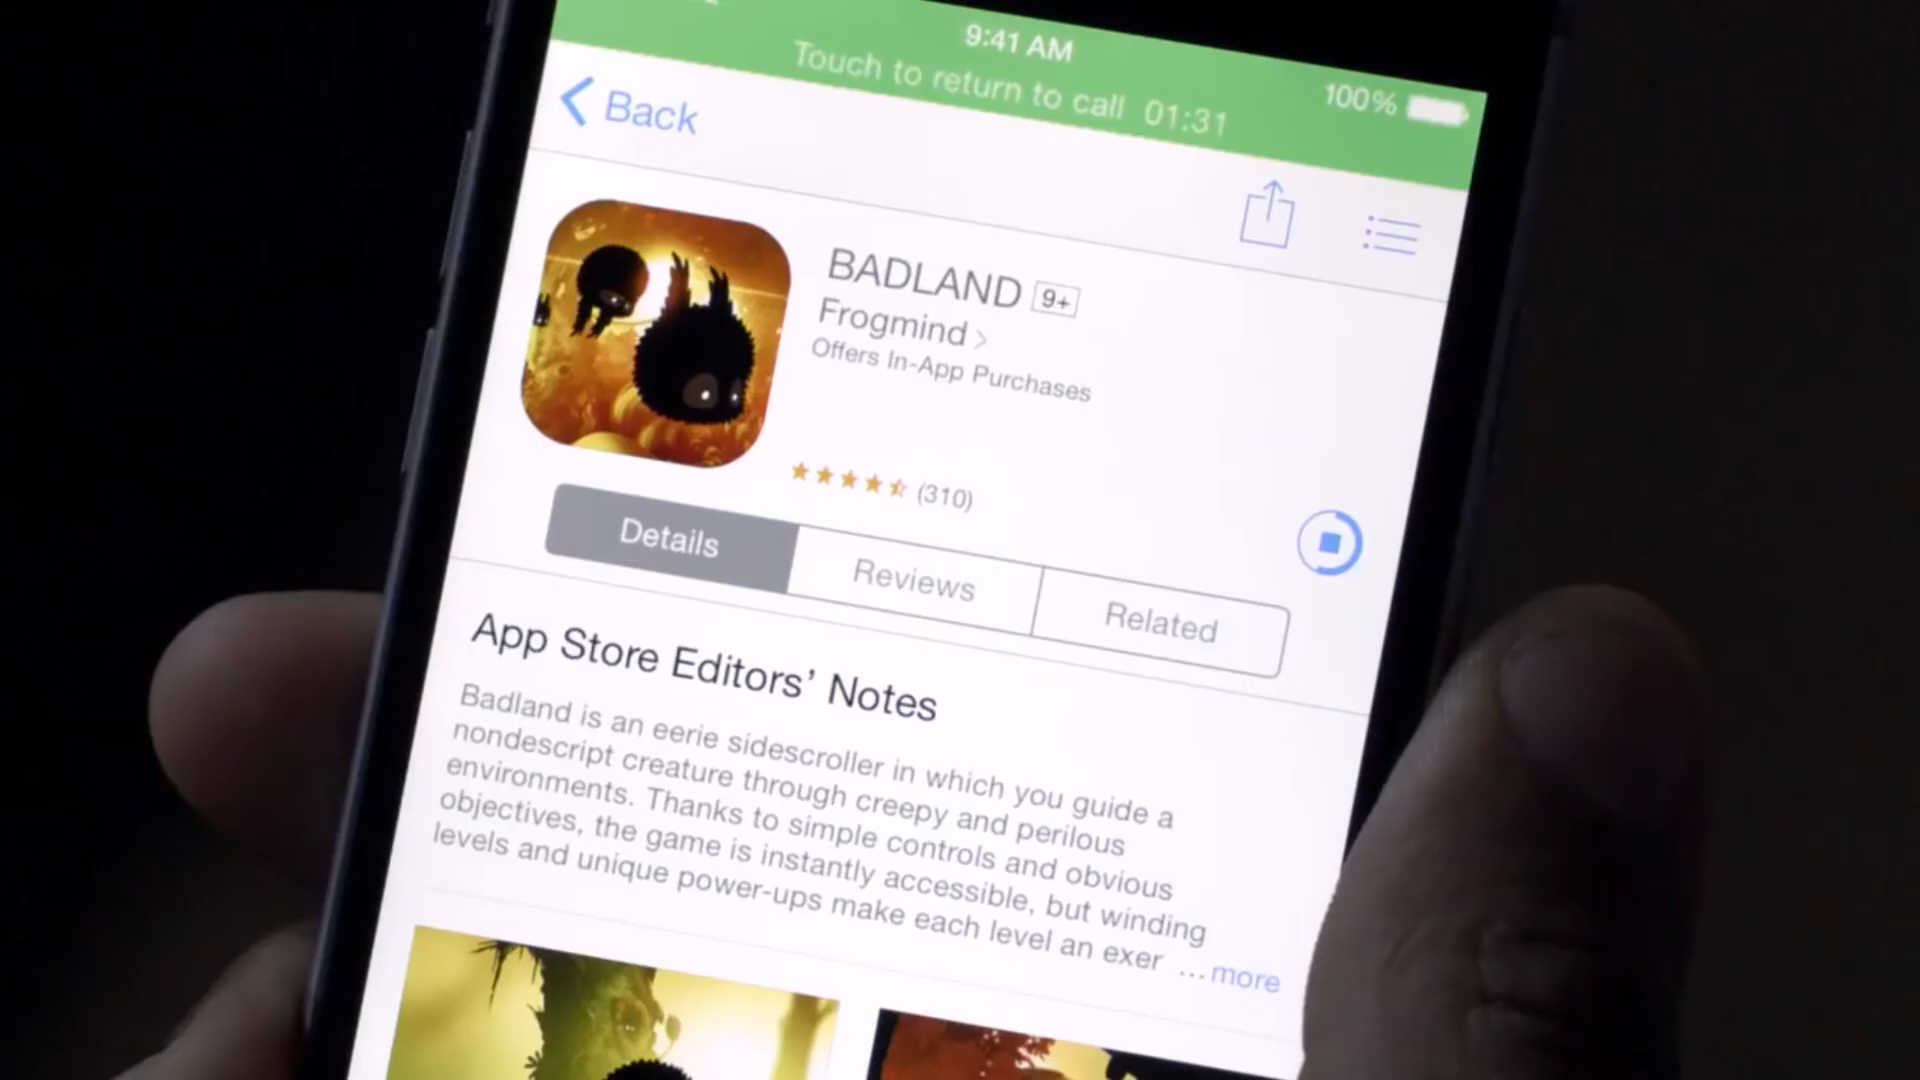 9:41 AM
100%
Touch to return to call 01:31
Back
BADLAND 9+
Frogmind
Offers In-App Purchases
(310)
Details
Reviews
Related
App Store Editors’ Notes
Badland is an eerie sidescroller in which you guide a
nondescript creature through creepy and perilous
environments. Thanks to simple controls and obvious
objectives, the game is instantly accessible, but winding
levels and unique power-ups make each level an exer ...more